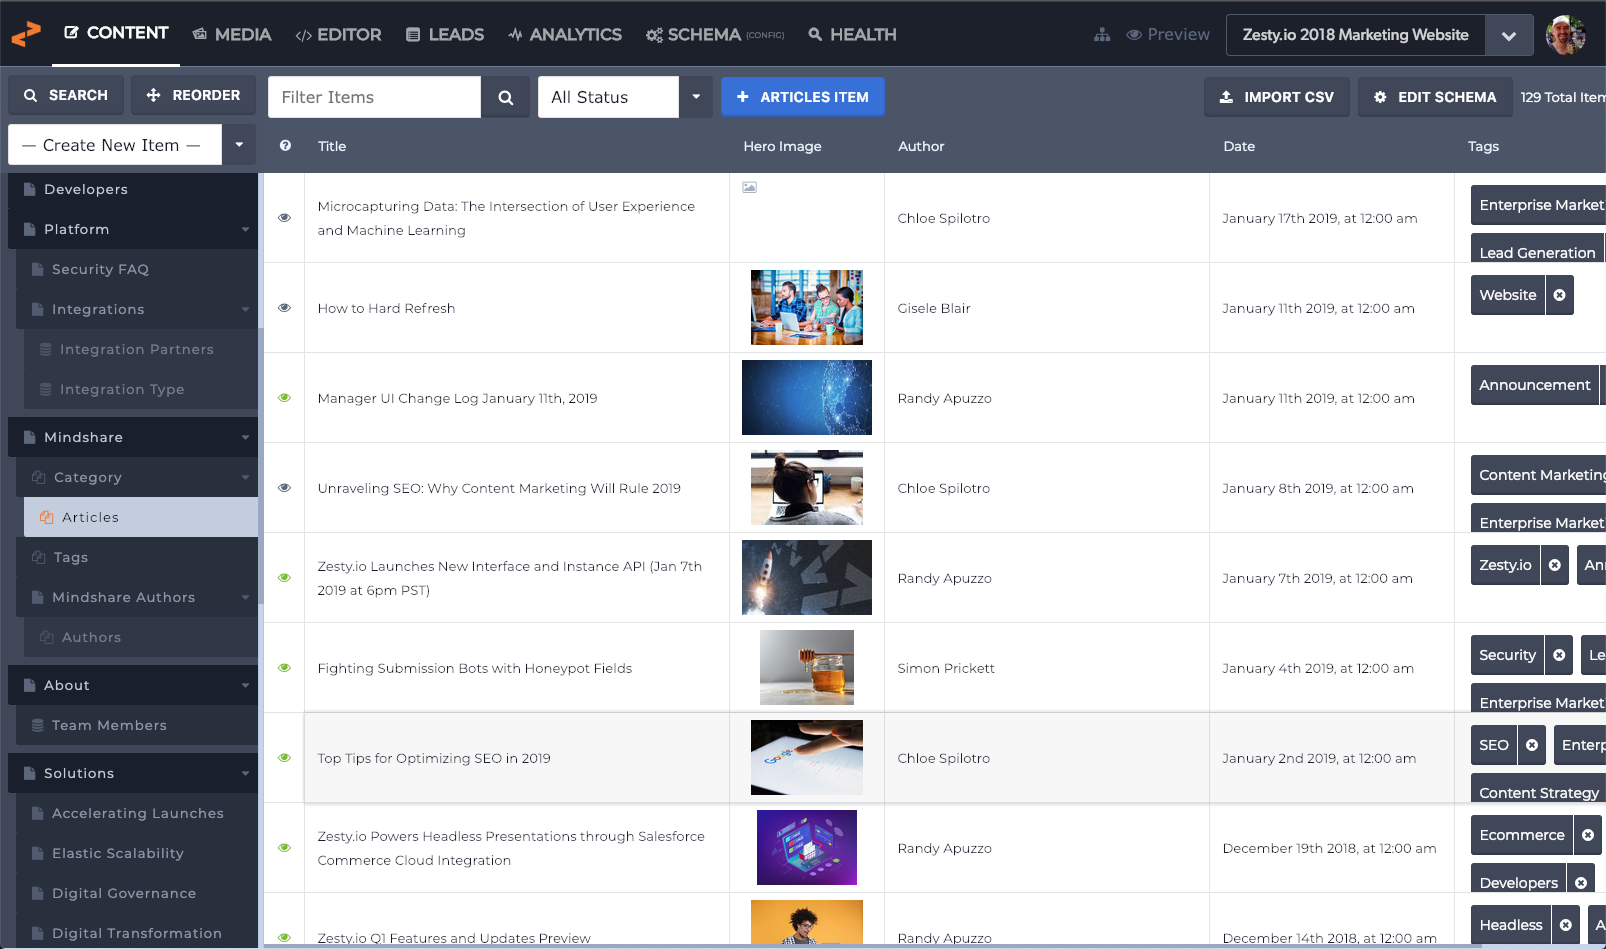 CONTENT MEDIA EDITOR LEADS ANALYTICS SCHEMA (CONFIG) HEALTH Preview Zesty.io 2018 Marketing Website
SEARCH REORDER Filter Items All Status ARTICLES ITEM IMPORT CSV EDIT SCHEMA 129 Total Item
— Create New Item —
Title Hero Image Author Date Tags
Developers
Platform
Security FAQ
Integrations
Integration Partners
Integration Type
Mindshare
Category
Articles
Tags
Mindshare Authors
Authors
About
Team Members
Solutions
Accelerating Launches
Elastic Scalability
Digital Governance
Digital Transformation
Microcapturing Data: The Intersection of User Experience
and Machine Learning
Chloe Spilotro
January 17th 2019, at 12:00 am
Enterprise Market
Lead Generation
How to Hard Refresh
Gisele Blair
January 11th 2019, at 12:00 am
Website
Manager UI Change Log January 11th, 2019
Randy Apuzzo
January 11th 2019, at 12:00 am
Announcement
Unraveling SEO: Why Content Marketing Will Rule 2019
Chloe Spilotro
January 8th 2019, at 12:00 am
Content Marketing
Enterprise Market
Zesty.io Launches New Interface and Instance API (Jan 7th
2019 at 6pm PST)
Randy Apuzzo
January 7th 2019, at 12:00 am
Zesty.io An
Fighting Submission Bots with Honeypot Fields
Simon Prickett
January 4th 2019, at 12:00 am
Security Le
Enterprise Market
Top Tips for Optimizing SEO in 2019
Google
Chloe Spilotro
January 2nd 2019, at 12:00 am
SEO Enterp
Content Strategy
Zesty.io Powers Headless Presentations through Salesforce
Commerce Cloud Integration
Randy Apuzzo
December 19th 2018, at 12:00 am
Ecommerce
Developers
Zesty.io Q1 Features and Updates Preview
Randy Apuzzo
December 14th 2018, at 12:00 am
Headless A